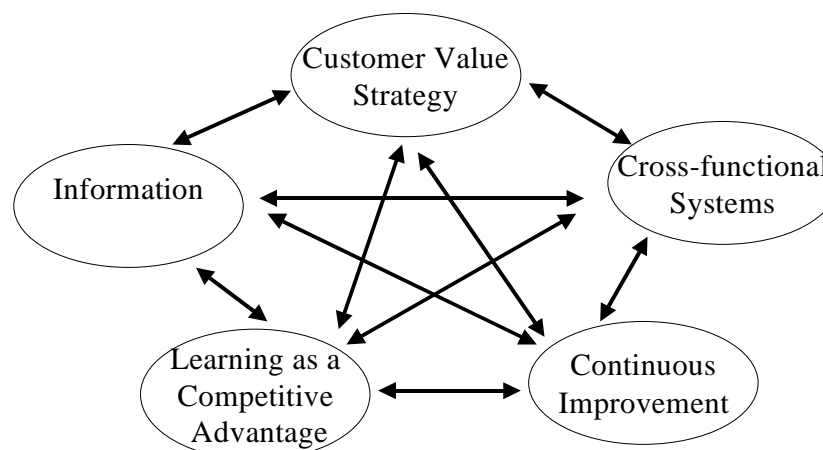 Customer Value
Strategy
Information
Cross-functional
Systems
Learning as a
Competitive
Advantage
Continuous
Improvement